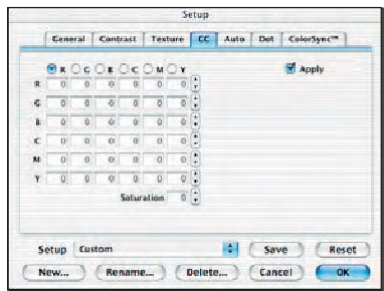 Setup
General Contrast Texture CC Auto Dot ColorSync™
R G B C M Y Apply
R 0 0 0 0 0 0
G 0 0 0 0 0 0
B 0 0 0 0 0 0
C 0 0 0 0 0 0
M 0 0 0 0 0 0
Y 0 0 0 0 0 0
Saturation 0
Setup Custom Save Reset
New... Rename... Delete... Cancel OK